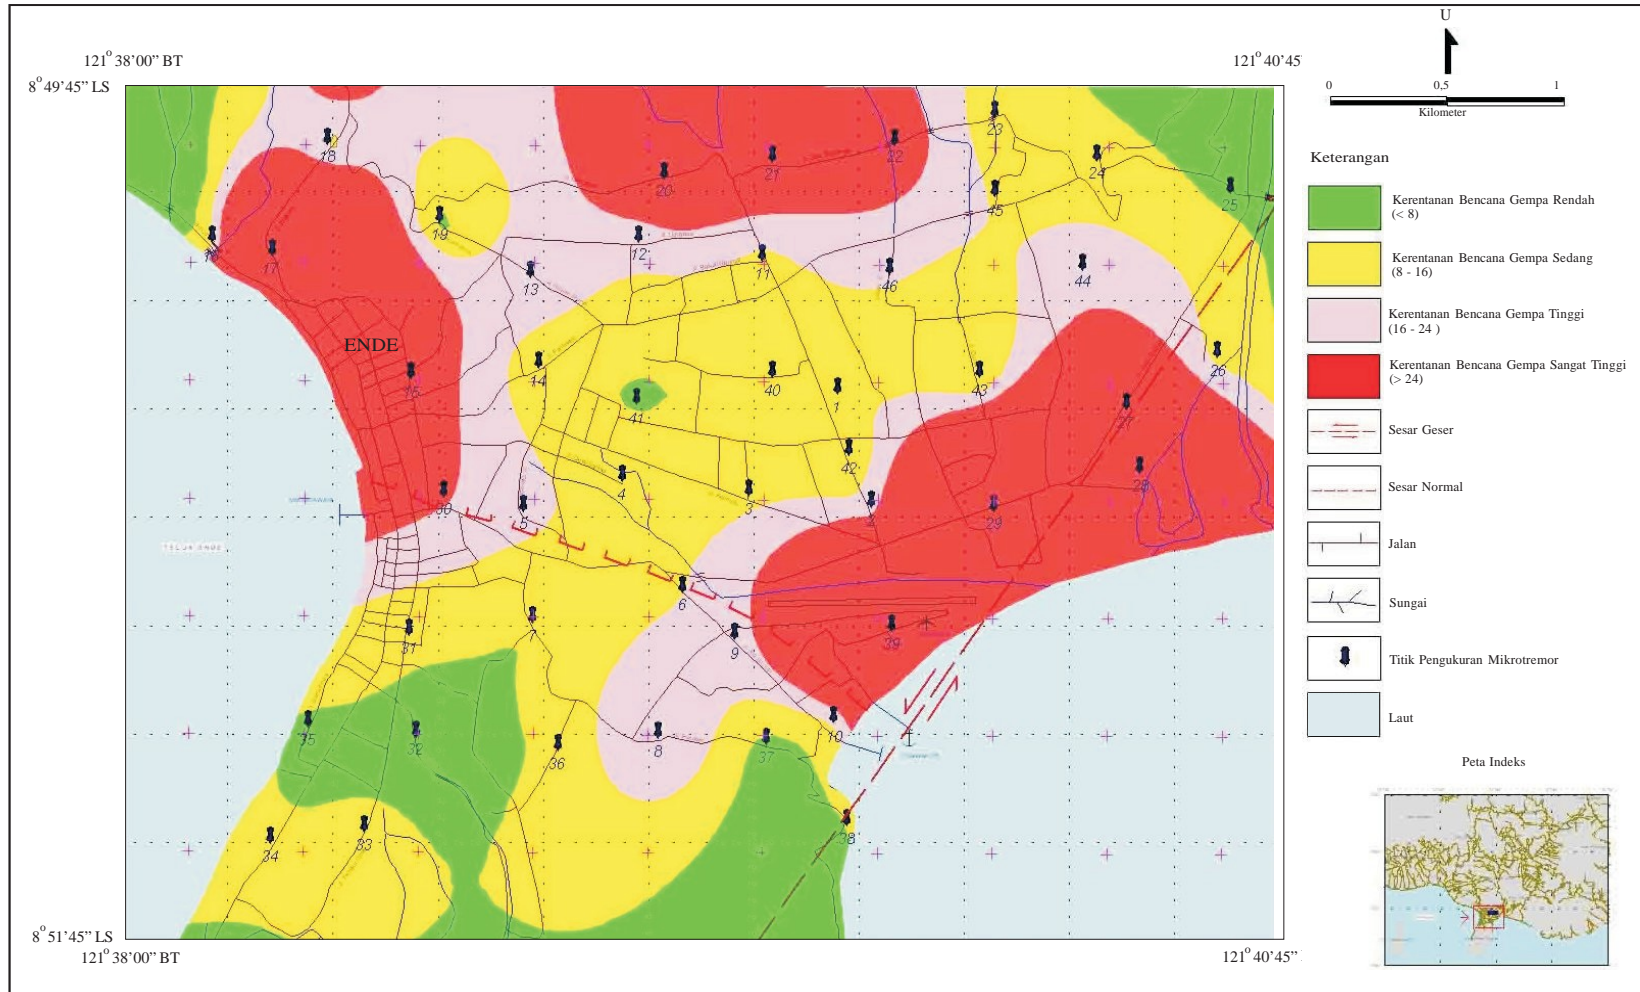 U
121° 38'00" BT
121° 40'45"
8° 49'45" LS
0 0,5 1
Kilometer
Keterangan
Kerentanan Bencana Gempa Rendah
(< 8)
Kerentanan Bencana Gempa Sedang
(8 - 16)
Kerentanan Bencana Gempa Tinggi
(16 - 24 )
Kerentanan Bencana Gempa Sangat Tinggi
(> 24)
Sesar Geser
Sesar Normal
Jalan
Sungai
Titik Pengukuran Mikrotremor
Laut
Peta Indeks
23
18
22
21
24
20
25
45
19
12
16
17
11
13
46
44
ENDE
26
14
15
40
43
1
41
27
42
4
28
30
3
5
2
29
6
7
31
9
39
35
32
10
8
37
36
38
34
33
TELUK ENDE
8° 51'45" LS
121° 38'00" BT
121° 40'45"